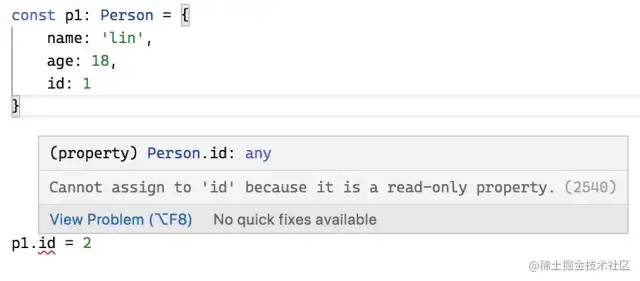 const p1: Person = {
    name: 'lin',
    age: 18,
    id: 1
}
(property) Person.id: any
Cannot assign to 'id' because it is a read-only property. (2540)
View Problem (⌥F8) No quick fixes available
p1.id = 2
@稀土掘金技术社区